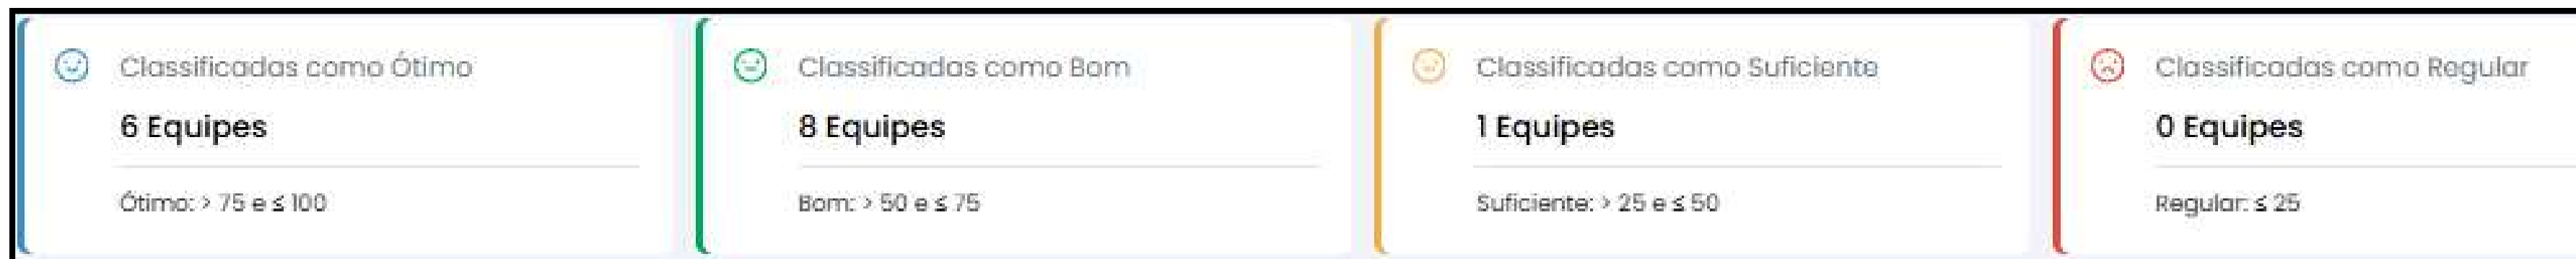 Classificadas como Ótimo
6 Equipes
Ótimo: > 75 e ≤ 100
Classificadas como Bom
8 Equipes
Bom: > 50 e ≤ 75
Classificadas como Suficiente
1 Equipes
Suficiente: > 25 e ≤ 50
Classificadas como Regular
0 Equipes
Regular: ≤ 25